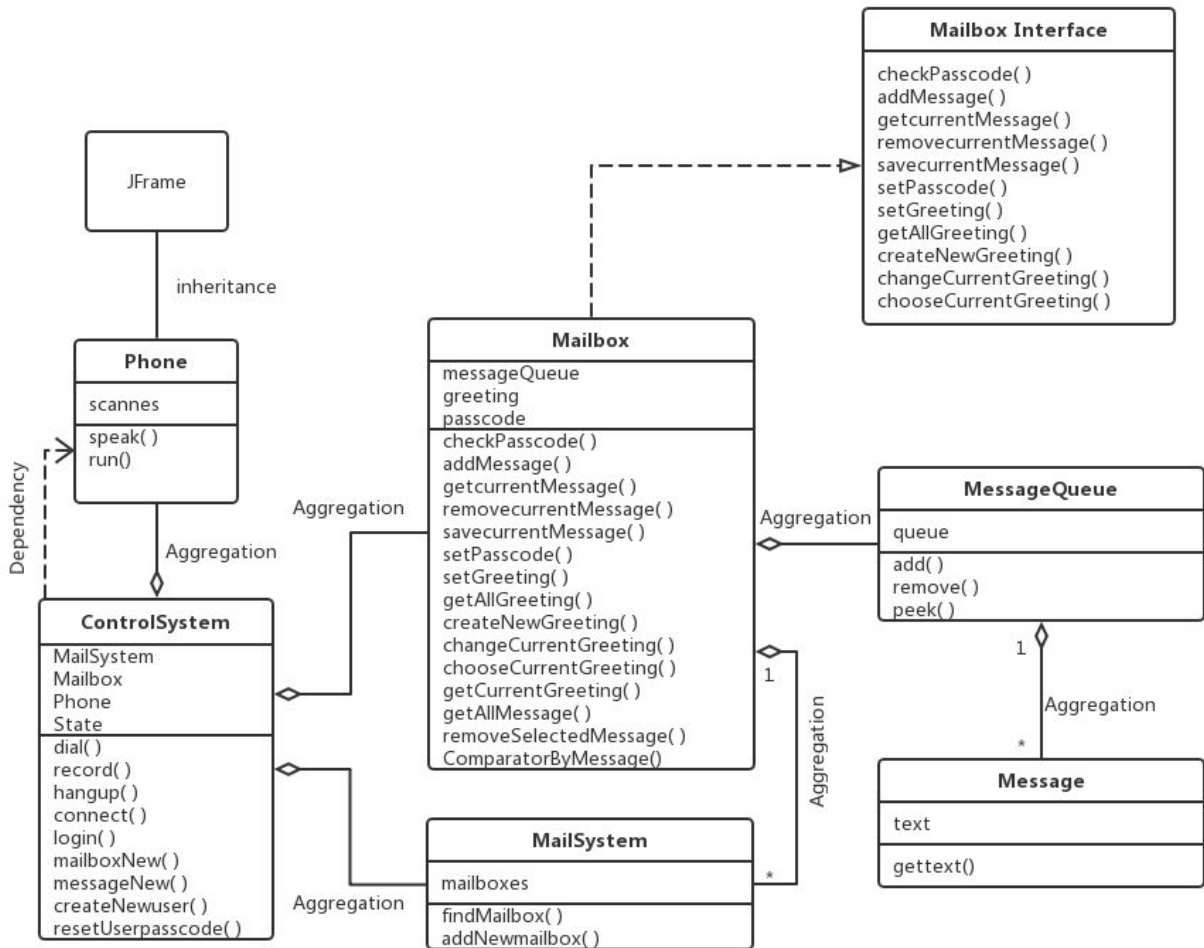 Mailbox Interface
checkPasscode( )
addMessage( )
getcurrentMessage( )
removecurrentMessage( )
savecurrentMessage( )
setPasscode( )
setGreeting( )
getAllGreeting( )
createNewGreeting( )
changeCurrentGreeting( )
chooseCurrentGreeting( )
JFrame
inheritance
Phone
scannes
speak( )
run()
Dependency
Aggregation
ControlSystem
MailSystem
Mailbox
Phone
State
dial( )
record( )
hangup( )
connect( )
login( )
mailboxNew( )
messageNew( )
createNewuser( )
resetUserpasscode( )
Aggregation
Aggregation
Mailbox
messageQueue
greeting
passcode
checkPasscode( )
addMessage( )
getcurrentMessage( )
removecurrentMessage( )
savecurrentMessage( )
setPasscode( )
setGreeting( )
getAllGreeting( )
createNewGreeting( )
changeCurrentGreeting( )
chooseCurrentGreeting( )
getCurrentGreeting( )
getAllMessage( )
removeSelectedMessage( )
ComparatorByMessage()
1
Aggregation
*
MailSystem
mailboxes
findMailbox( )
addNewmailbox( )
Aggregation
MessageQueue
queue
add( )
remove( )
peek( )
1
Aggregation
*
Message
text
gettext()